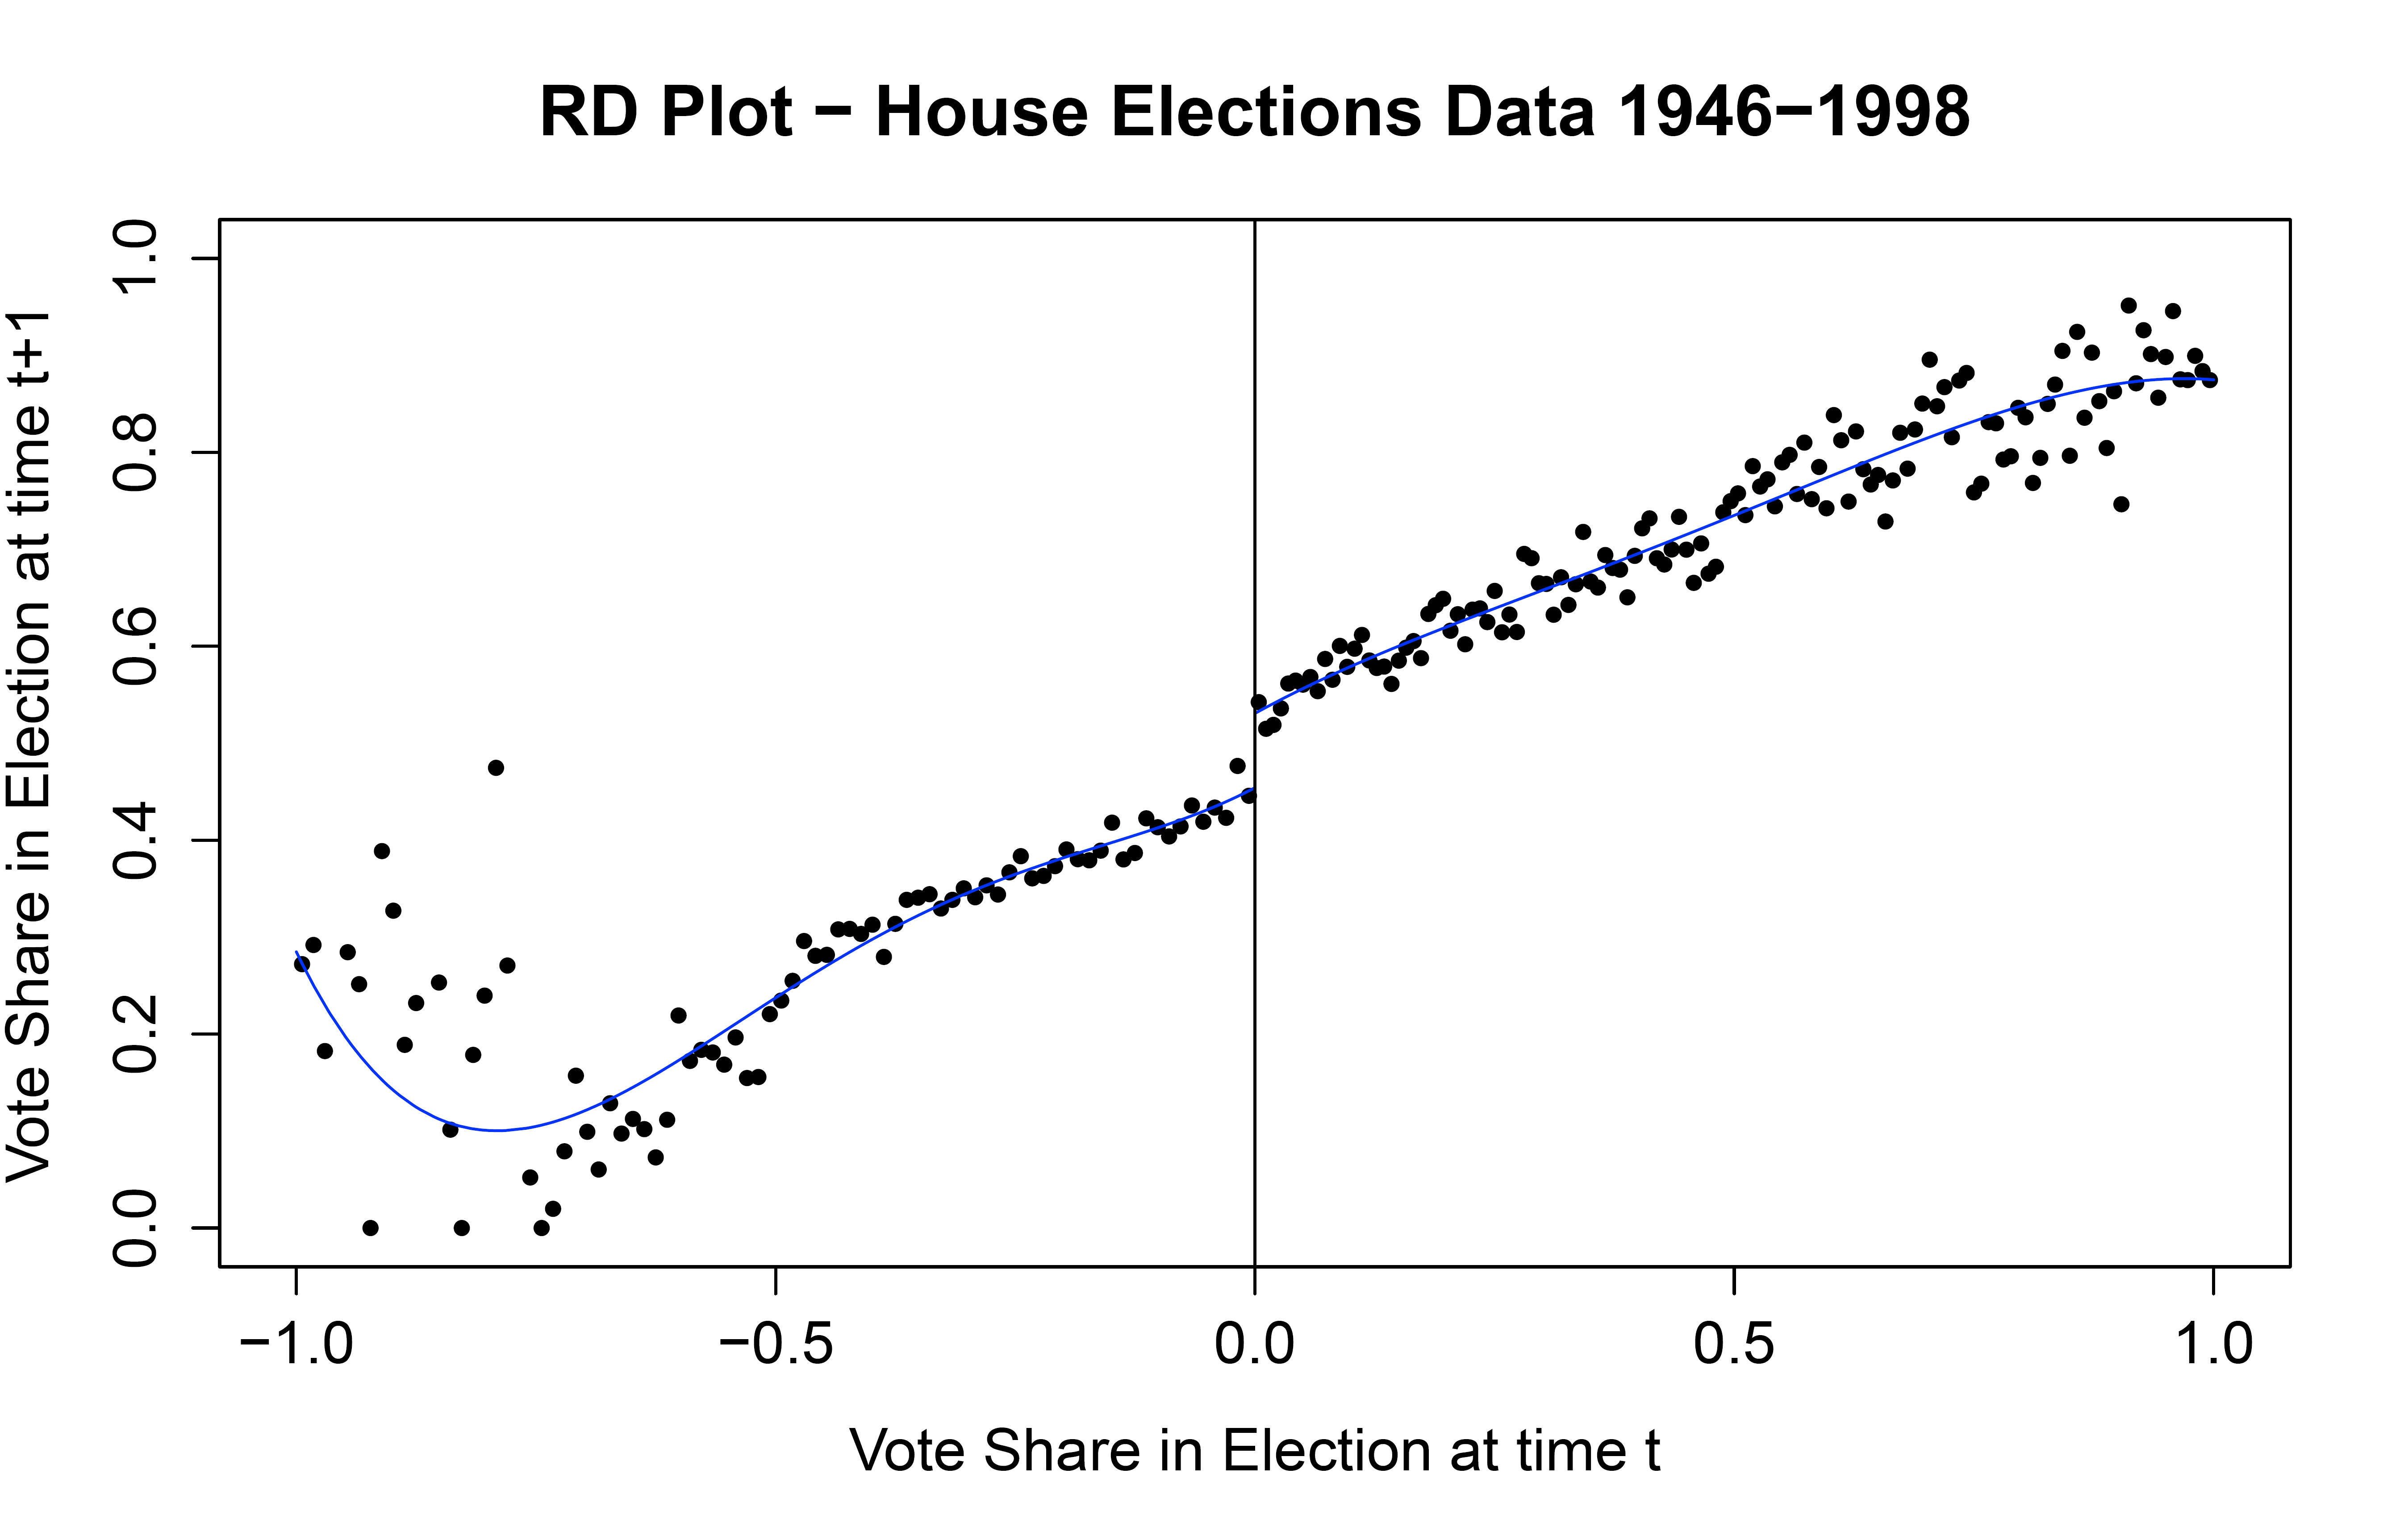 RD Plot − House Elections Data 1946−1998
Vote Share in Election at time t+1
1.0
0.8
0.6
0.4
0.2
0.0
−1.0 −0.5 0.0 0.5 1.0
Vote Share in Election at time t